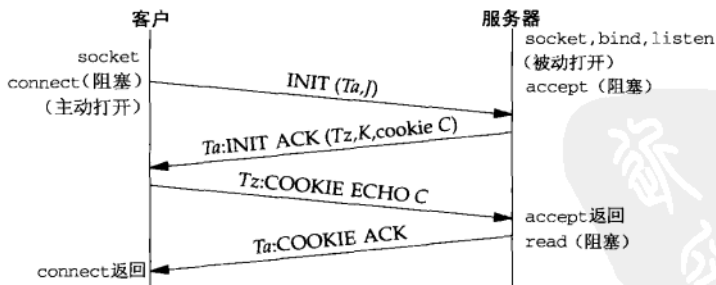 客户
服务器
socket
connect(阻塞)
(主动打开)
socket,bind,listen
(被动打开)
accept (阻塞)
INIT (Ta,J)
Ta:INIT ACK (Tz,K,cookie C)
Tz:COOKIE ECHO C
accept返回
read (阻塞)
Ta:COOKIE ACK
connect返回